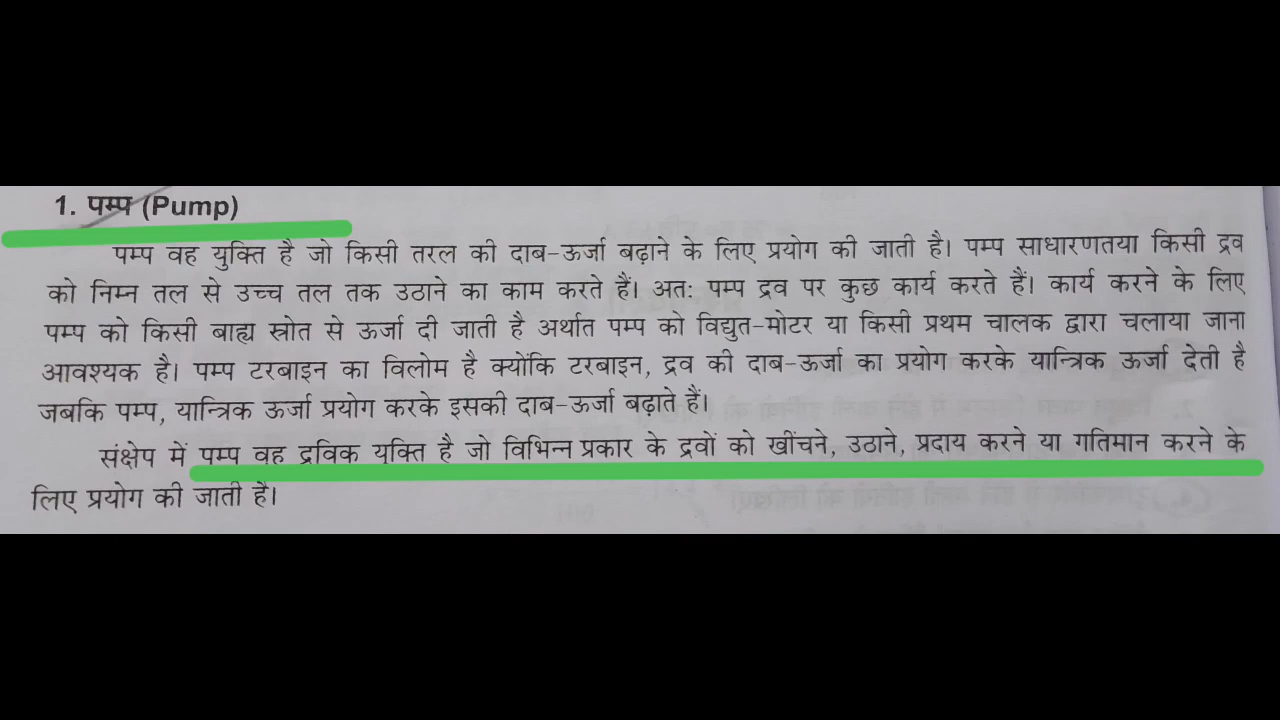 1. पम्प (Pump)
पम्प वह युक्ति है जो किसी तरल की दाब-ऊर्जा बढ़ाने के लिए प्रयोग की जाती है। पम्प साधारणतया किसी द्रव
को निम्न तल से उच्च तल तक उठाने का काम करते हैं। अतः पम्प द्रव पर कुछ कार्य करते हैं। कार्य करने के लिए
पम्प को किसी बाह्य स्रोत से ऊर्जा दी जाती है अर्थात पम्प को विद्युत-मोटर या किसी प्रथम चालक द्वारा चलाया जाना
आवश्यक है। पम्प टरबाइन का विलोम है क्योंकि टरबाइन, द्रव की दाब-ऊर्जा का प्रयोग करके यान्त्रिक ऊर्जा देती है
जबकि पम्प, यान्त्रिक ऊर्जा प्रयोग करके इसकी दाब-ऊर्जा बढ़ाते हैं।
संक्षेप में पम्प वह द्रविक युक्ति है जो विभिन्न प्रकार के द्रवों को खींचने, उठाने, प्रदाय करने या गतिमान करने के
लिए प्रयोग की जाती है।